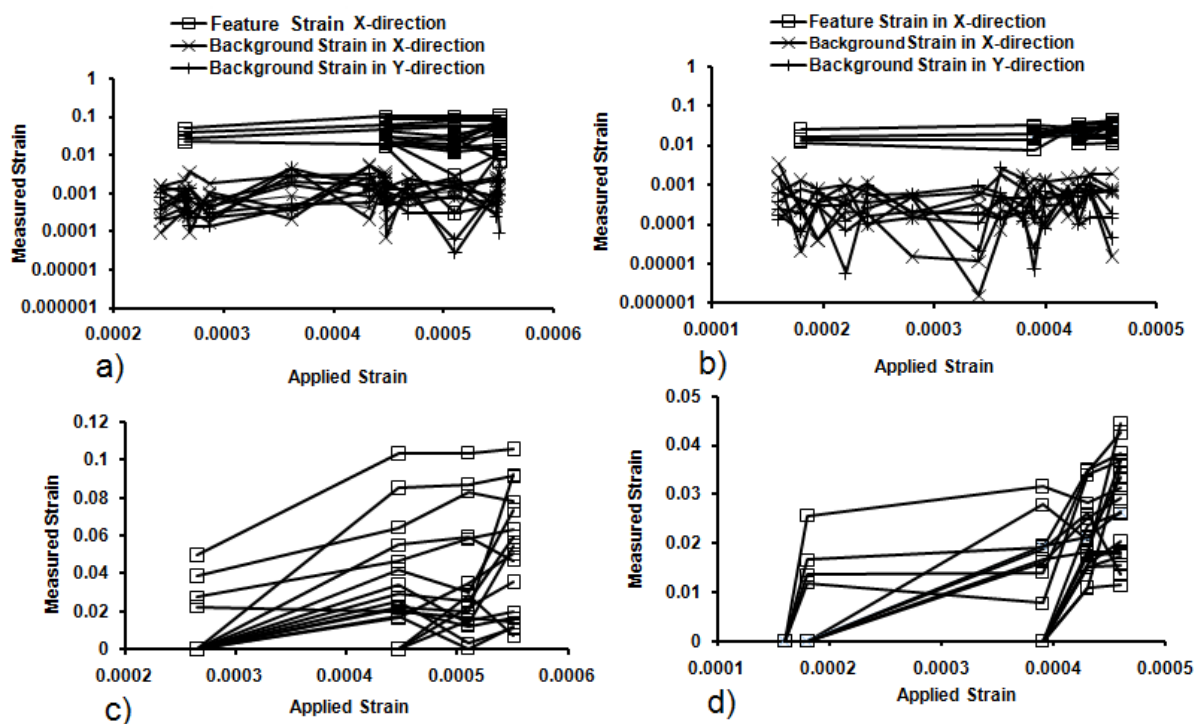 Feature Strain X-direction
Background Strain in X-direction
Background Strain in Y-direction
Measured Strain
1
0.1
0.01
0.001
0.0001
0.00001
0.000001
0.0002 0.0003 0.0004 0.0005 0.0006
a)
Applied Strain
Feature Strain in X-direction
Background Strain in X-direction
Background Strain in Y-direction
Measured Strain
1
0.1
0.01
0.001
0.0001
0.00001
0.000001
0.0001 0.0002 0.0003 0.0004 0.0005
b)
Applied Strain
Measured Strain
0.12
0.1
0.08
0.06
0.04
0.02
0
0.0002 0.0003 0.0004 0.0005 0.0006
c)
Applied Strain
Measured Strain
0.05
0.04
0.03
0.02
0.01
0
0.0001 0.0002 0.0003 0.0004 0.0005
d)
Applied Strain